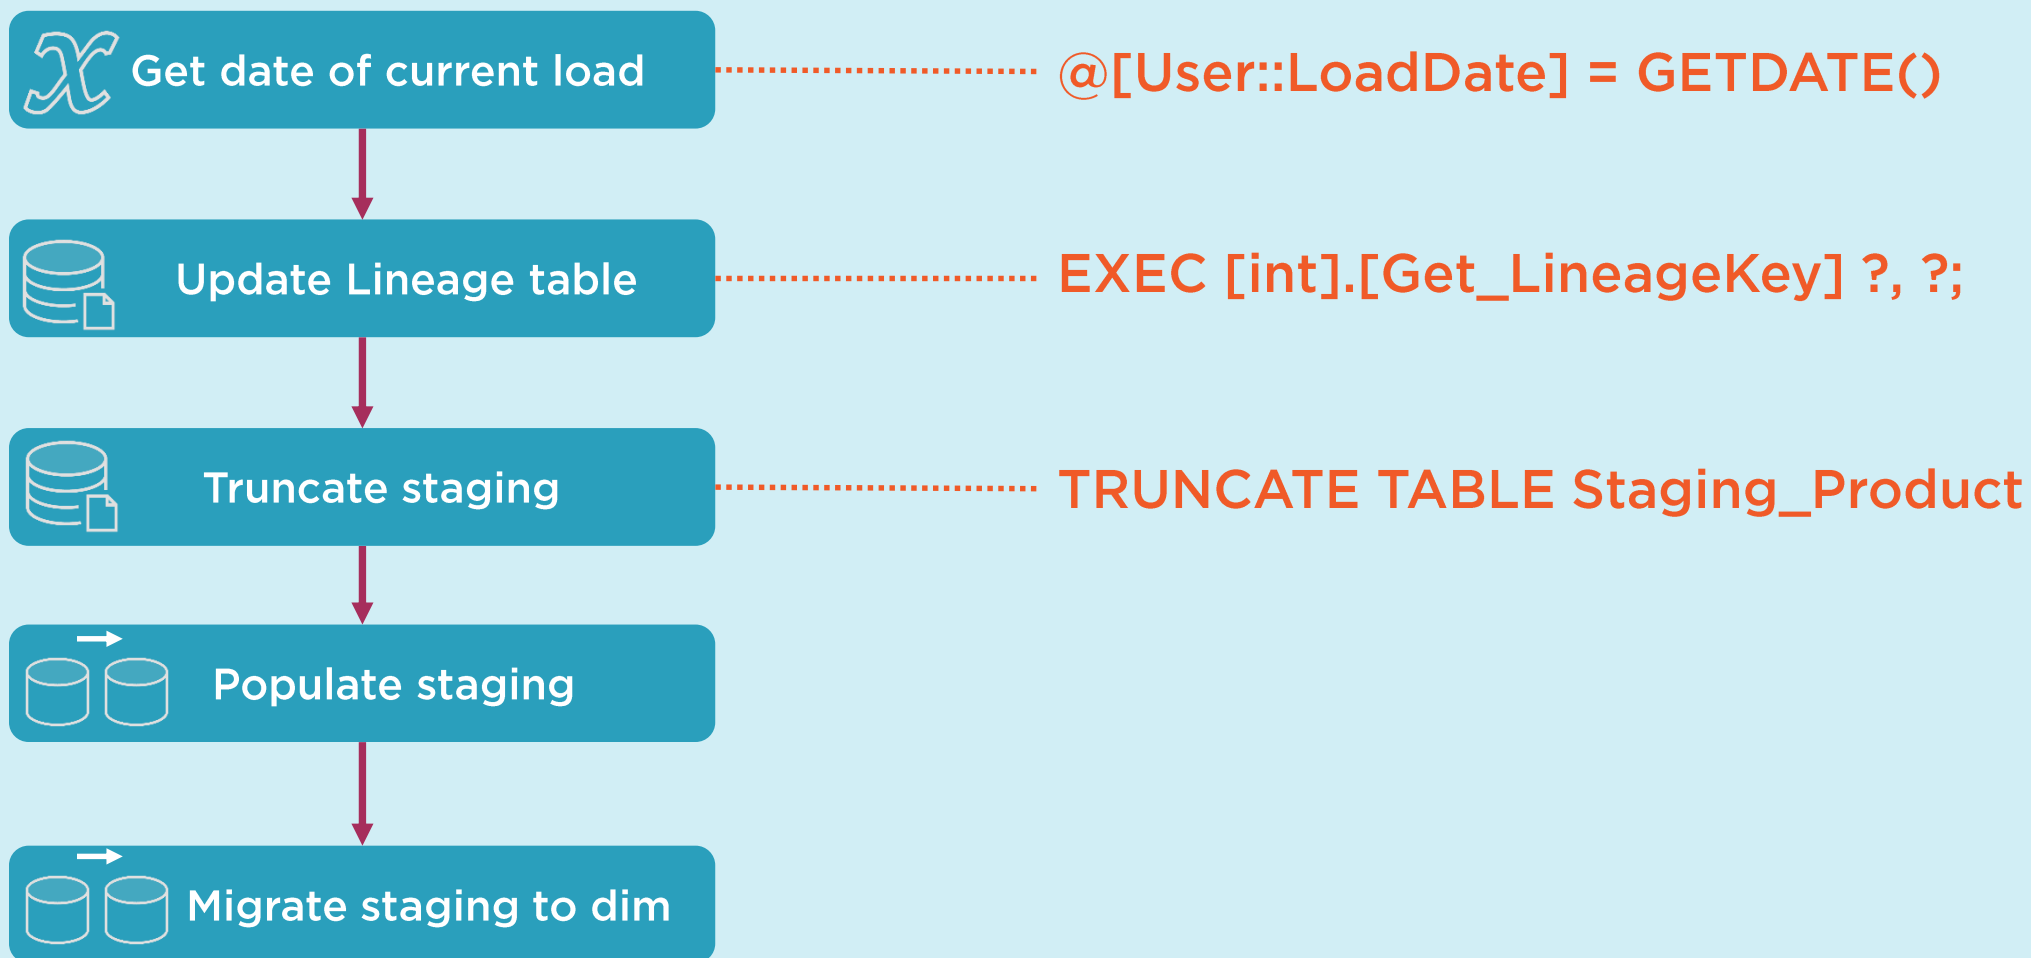 Get date of current load
@[User::LoadDate] = GETDATE()
Update Lineage table
EXEC [int].[Get_LineageKey] ?, ?;
Truncate staging
TRUNCATE TABLE Staging_Product
Populate staging
Migrate staging to dim